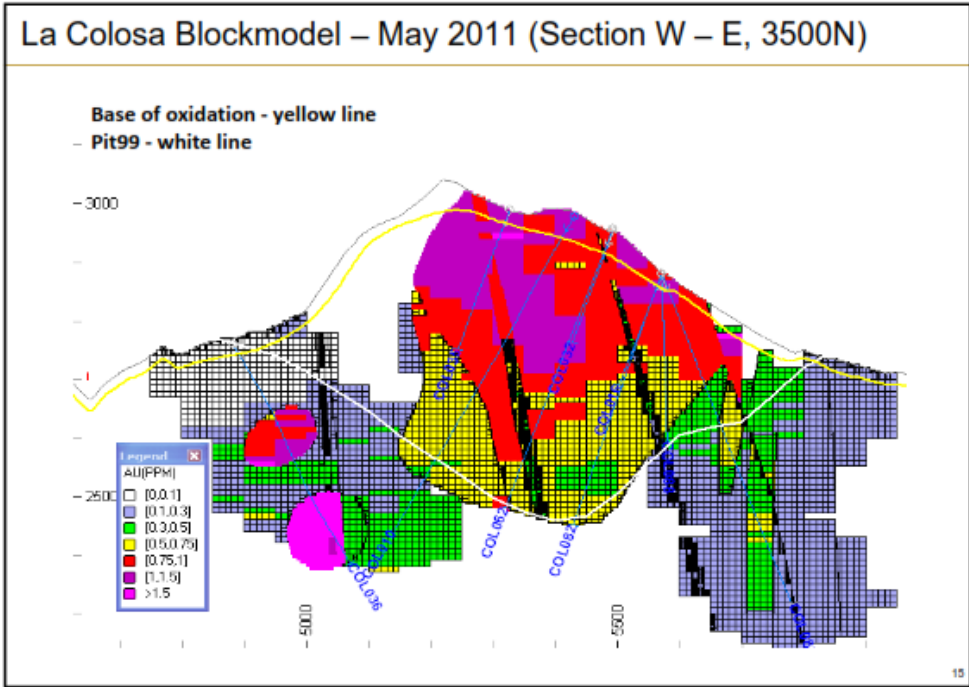 La Colosa Blockmodel – May 2011 (Section W – E, 3500N)
Base of oxidation - yellow line
Pit99 - white line
3000
2500
Legend
AU[PPM]
[0,0.1]
[0.1,0.3]
[0.3,0.5]
[0.5,0.75]
[0.75,1]
[1,1.5]
>1.5
COL032
COL062
COL082
COL036
5000
5500
15